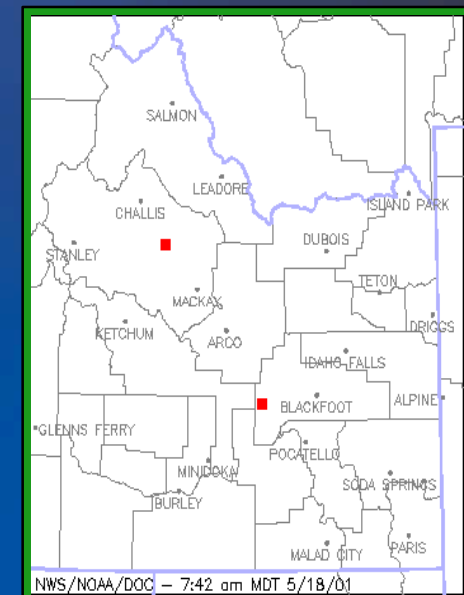 SALMON
LEADORE
CHALLIS
ISLAND PARK
STANLEY
DUBOIS
TETON
MACKAY
DRIGGS
KETCHUM
ARCO
IDAHO FALLS
BLACKFOOT
ALPINE
GLENNS FERRY
POCATELLO
MINIDOKA
SODA SPRINGS
BURLEY
MALAD CITY
PARIS
NWS/NOAA/DOC – 7:42 am MDT 5/18/01